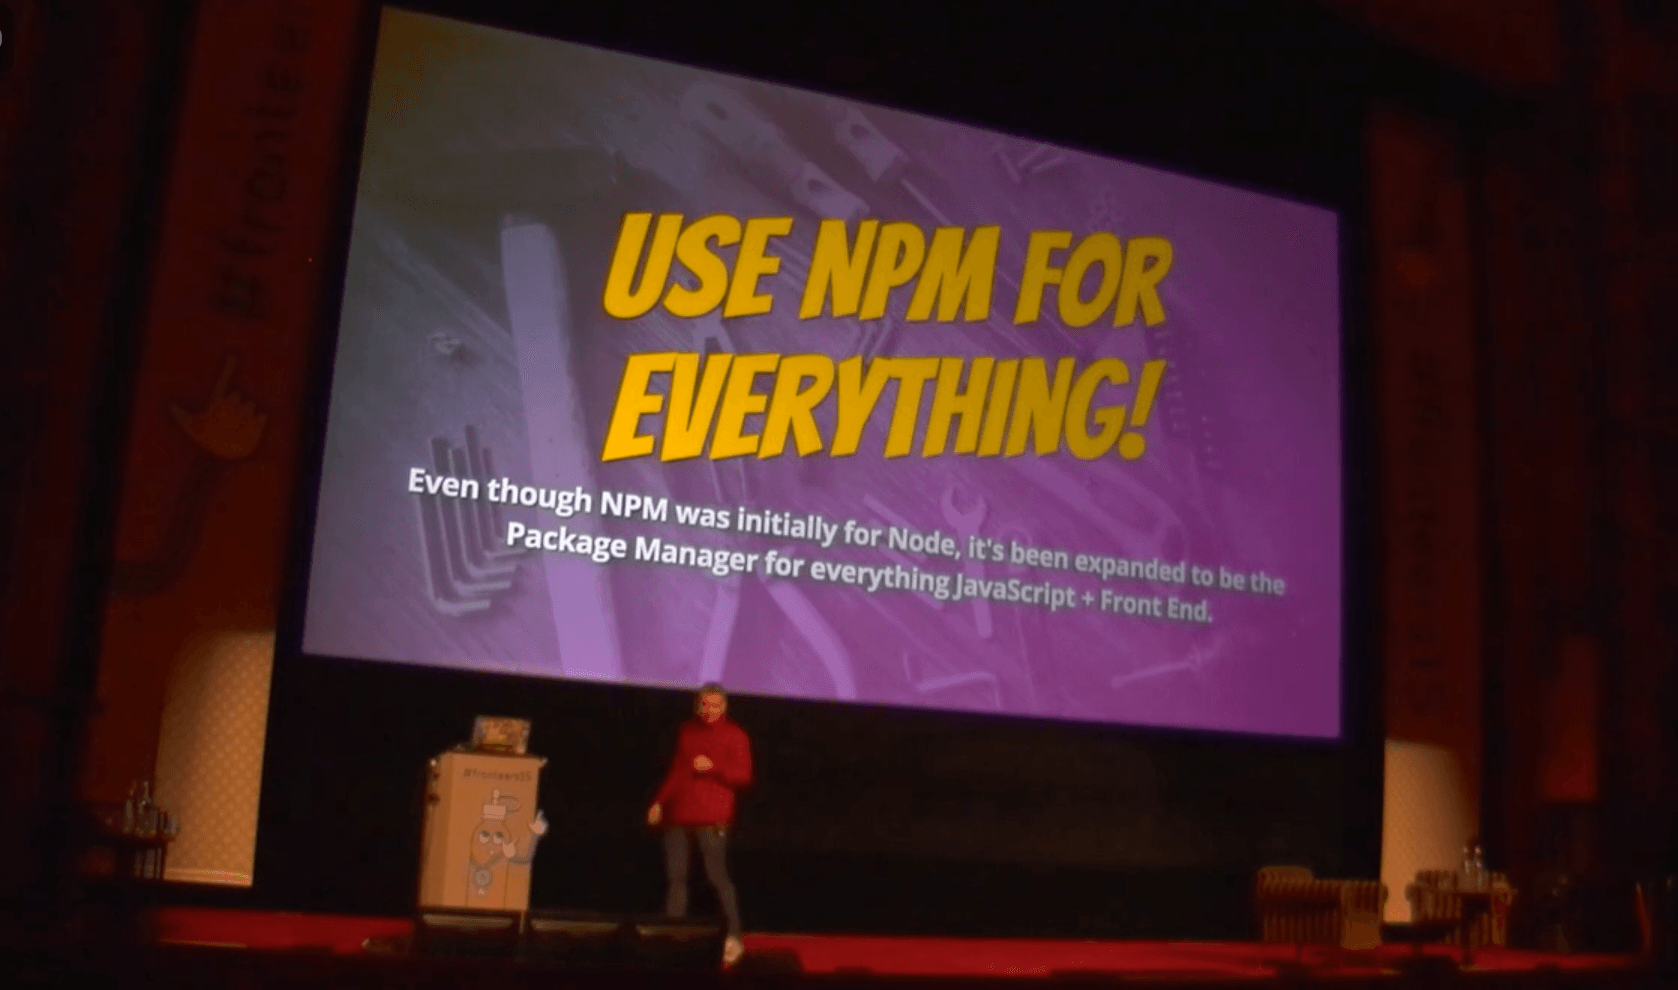 #fronteer
USE NPM FOR
EVERYTHING!
Even though NPM was initially for Node, it's been expanded to be the
Package Manager for everything JavaScript + Front End.
#fronteers15